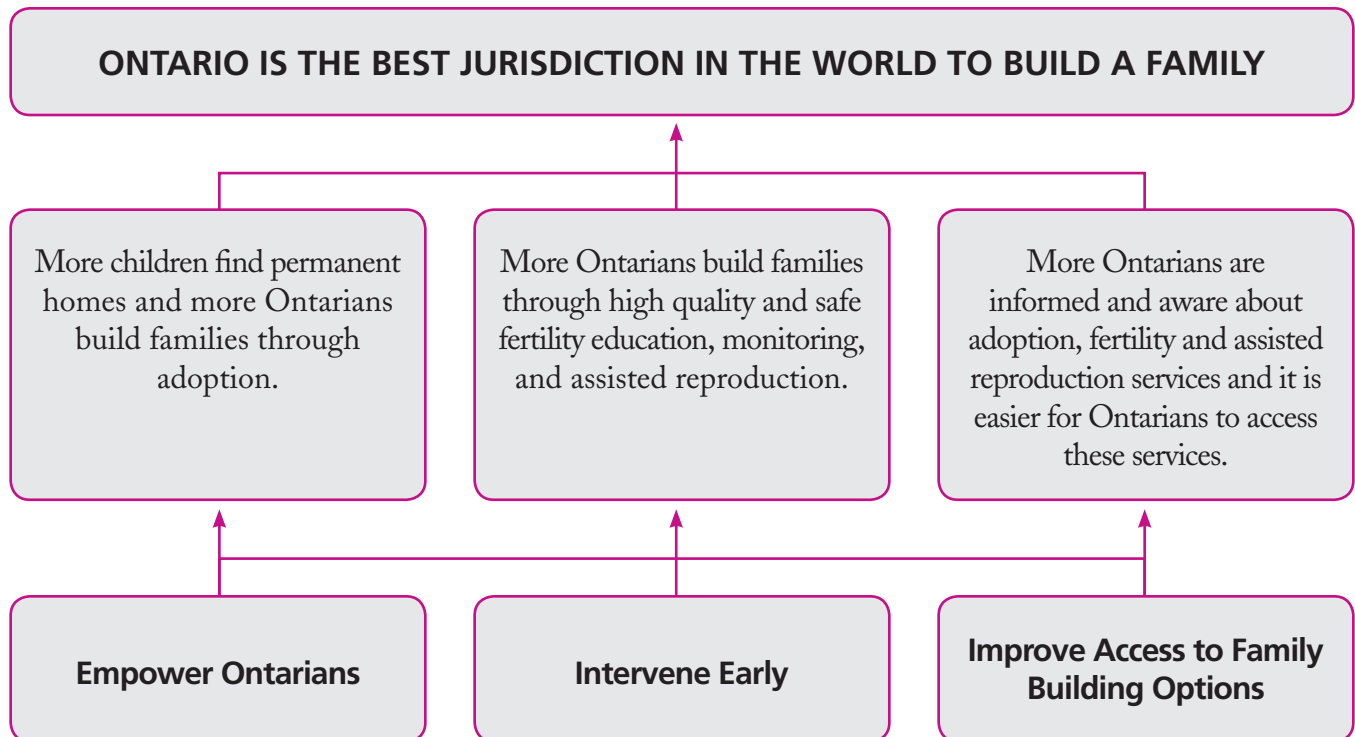 ONTARIO IS THE BEST JURISDICTION IN THE WORLD TO BUILD A FAMILY
More children find permanent
homes and more Ontarians
build families through
adoption.
More Ontarians build families
through high quality and safe
fertility education, monitoring,
and assisted reproduction.
More Ontarians are
informed and aware about
adoption, fertility and assisted
reproduction services and it is
easier for Ontarians to access
these services.
Empower Ontarians
Intervene Early
Improve Access to Family
Building Options